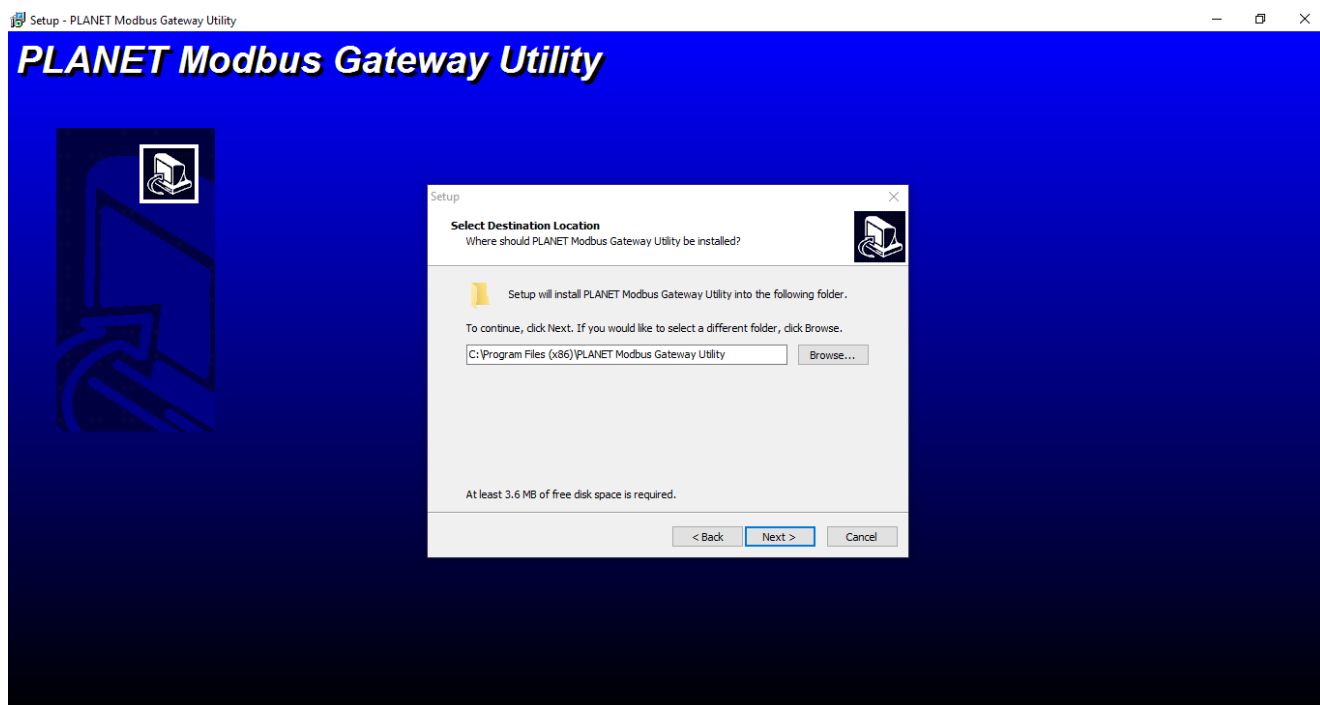 Setup - PLANET Modbus Gateway Utility
PLANET Modbus Gateway Utility
Setup
Select Destination Location
Where should PLANET Modbus Gateway Utility be installed?
Setup will install PLANET Modbus Gateway Utility into the following folder.
To continue, click Next. If you would like to select a different folder, click Browse.
C:\Program Files (x86)\PLANET Modbus Gateway Utility Browse...
At least 3.6 MB of free disk space is required.
< Back Next > Cancel